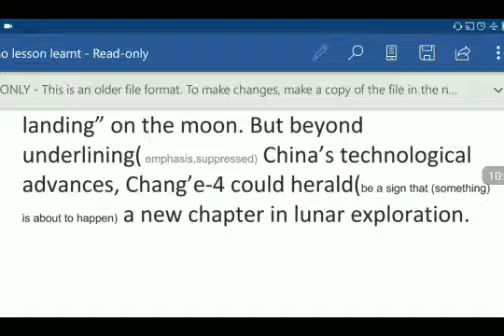 no lesson learnt - Read-only
ONLY - This is an older file format. To make changes, make a copy of the file in the n...
landing” on the moon. But beyond
underlining( emphasis,suppressed) China’s technological
advances, Chang’e-4 could herald(be a sign that (something)
is about to happen) a new chapter in lunar exploration.